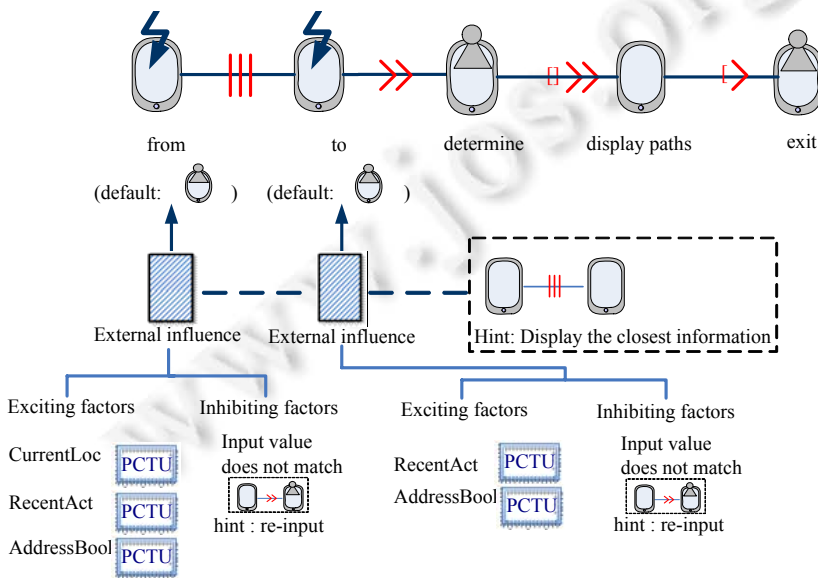 from
to
determine
display paths
exit
(default: )
(default: )
External influence
External influence
Hint: Display the closest information
Exciting factors
Inhibiting factors
CurrentLoc
PCTU
RecentAct
PCTU
AddressBool
PCTU
Input value
does not match
hint : re-input
Exciting factors
Inhibiting factors
RecentAct
PCTU
AddressBool
PCTU
Input value
does not match
hint : re-input
www.jos.o